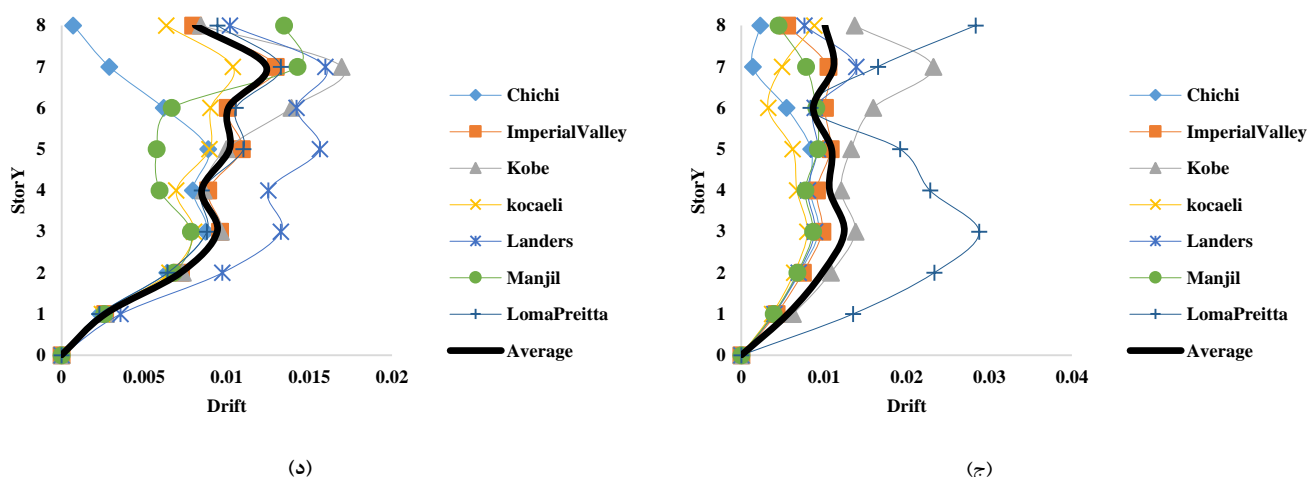 8
7
6
5
4
3
2
1
0
StorY
0
0.005
0.01
0.015
0.02
Drift
Chichi
ImperialValley
Kobe
kocaeli
Landers
Manjil
LomaPreitta
Average
(د)
8
7
6
5
4
3
2
1
0
StorY
0
0.01
0.02
0.03
0.04
Drift
Chichi
ImperialValley
Kobe
kocaeli
Landers
Manjil
LomaPreitta
Average
(ج)